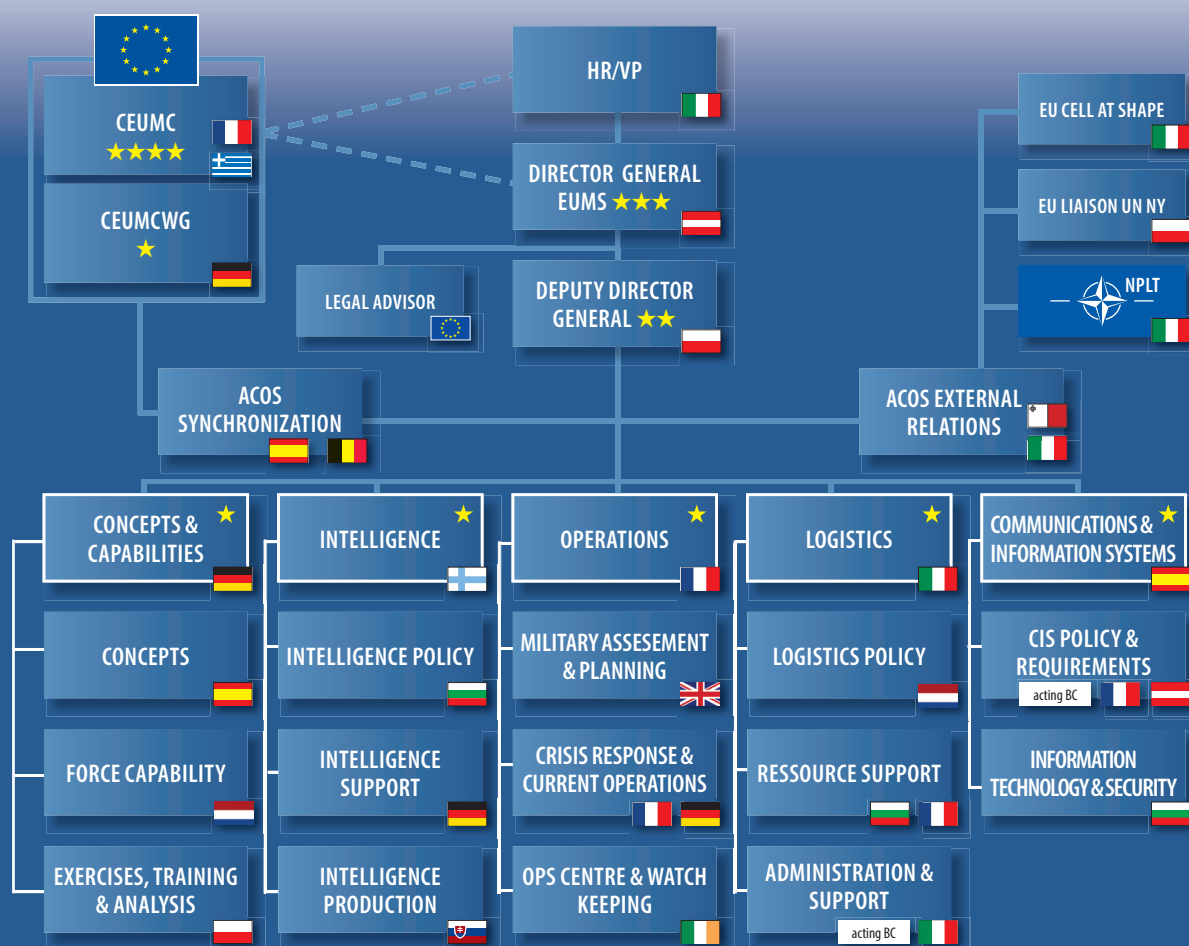 CEUMC
CEUMCWG
HR/VP
DIRECTOR GENERAL
EUMS
LEGAL ADVISOR
DEPUTY DIRECTOR
GENERAL
EU CELL AT SHAPE
EU LIAISON UN NY
NPLT
ACOS
SYNCHRONIZATION
ACOS EXTERNAL
RELATIONS
CONCEPTS &
CAPABILITIES
CONCEPTS
FORCE CAPABILITY
EXERCISES, TRAINING
& ANALYSIS
INTELLIGENCE
INTELLIGENCE POLICY
INTELLIGENCE
SUPPORT
INTELLIGENCE
PRODUCTION
OPERATIONS
MILITARY ASSESEMENT
& PLANNING
CRISIS RESPONSE &
CURRENT OPERATIONS
OPS CENTRE & WATCH
KEEPING
LOGISTICS
LOGISTICS POLICY
RESSOURCE SUPPORT
ADMINISTRATION &
SUPPORT
acting BC
COMMUNICATIONS &
INFORMATION SYSTEMS
CIS POLICY &
REQUIREMENTS
acting BC
INFORMATION
TECHNOLOGY & SECURITY